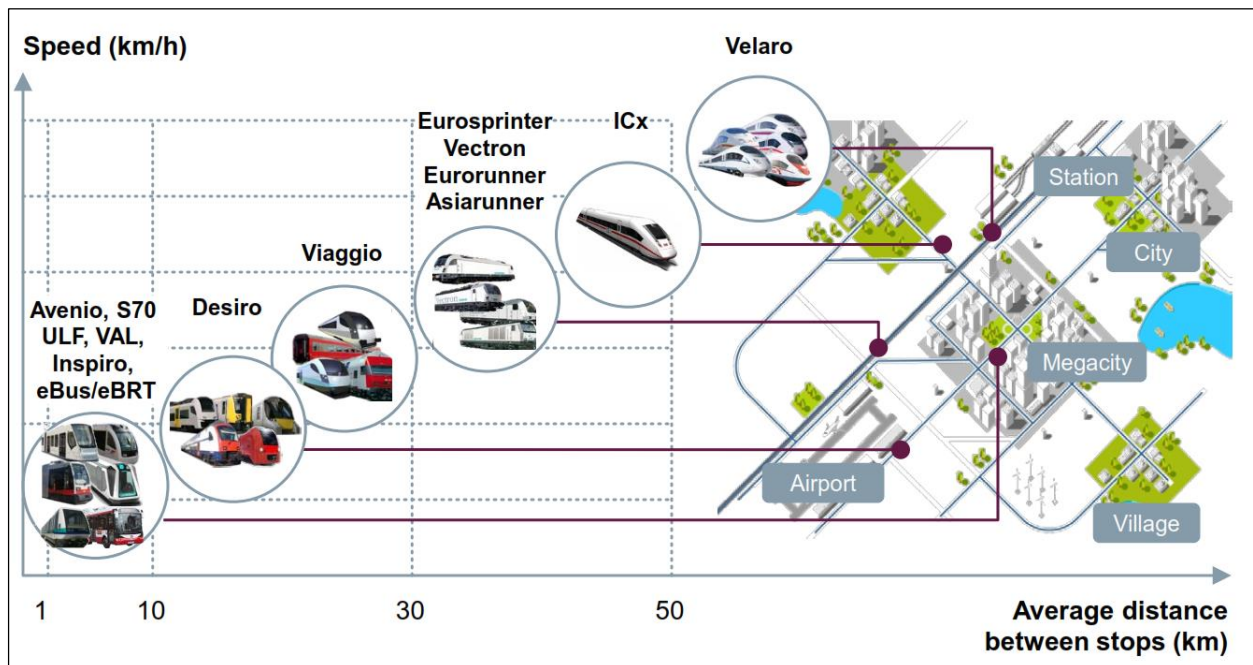 Speed (km/h)
Velaro
Eurosprinter
Vectron
Eurorunner
Asiarunner
ICx
Station
City
Viaggio
Avenio, S70
ULF, VAL,
Inspiro,
eBus/eBRT
Desiro
Megacity
Airport
Village
1
10
30
50
Average distance
between stops (km)